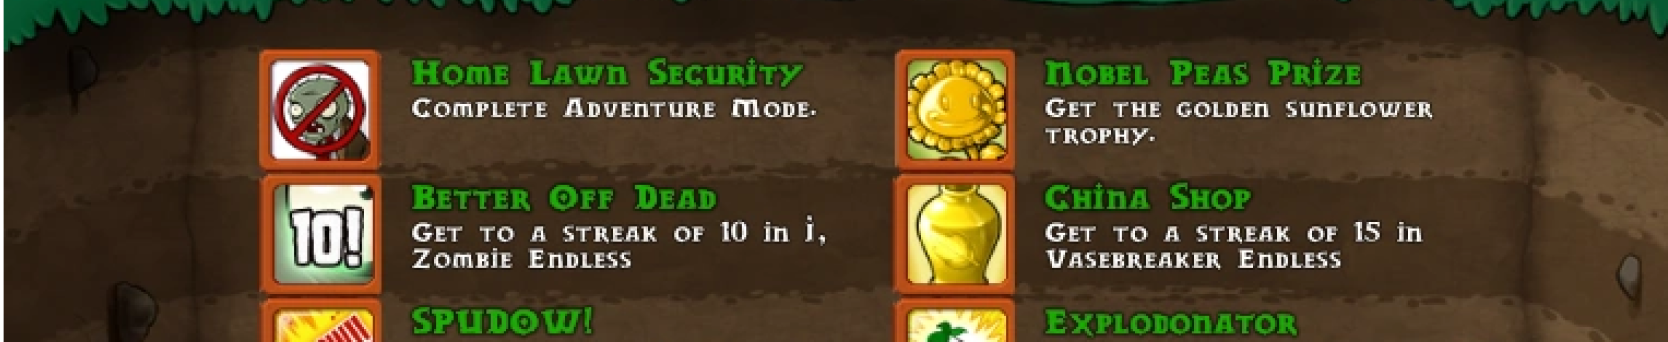 Home Lawn Security
Complete Adventure Mode.
Nobel Peas Prize
Get the golden sunflower
trophy.
10!
Better Off Dead
Get to a streak of 10 in i,
Zombie Endless
China Shop
Get to a streak of 15 in
Vasebreaker Endless
SPUDOW!
Explodonator